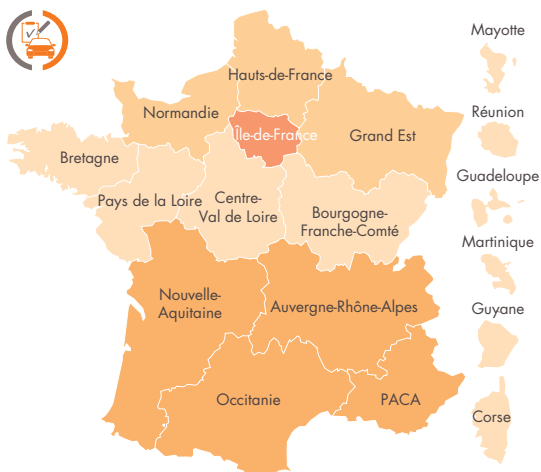 Mayotte
Hauts-de-France
Normandie
Réunion
Île-de-France
Grand Est
Bretagne
Guadeloupe
Pays de la Loire
Centre-
Val de Loire
Bourgogne-
Franche-Comté
Martinique
Nouvelle-
Aquitaine
Auvergne-Rhône-Alpes
Guyane
Occitanie
PACA
Corse